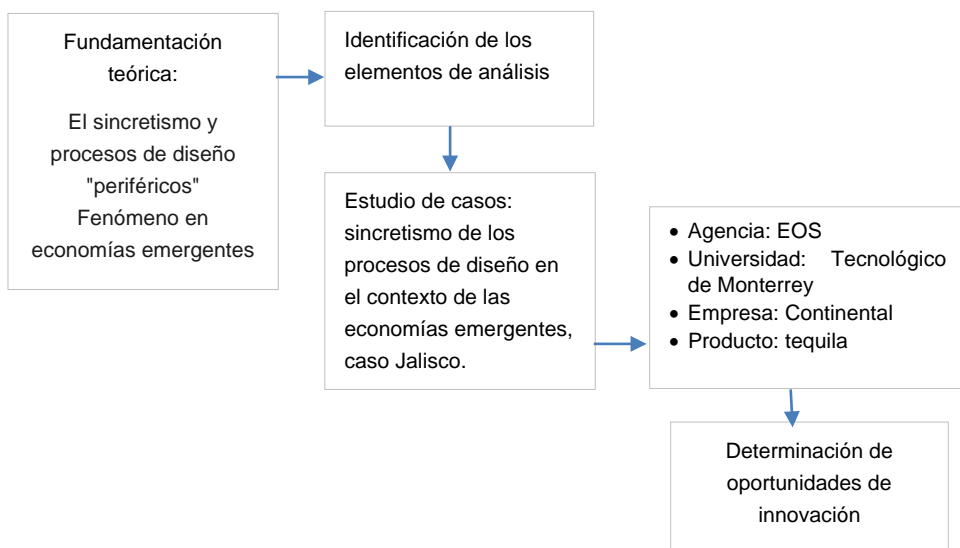 Fundamentación
teórica:
El sincretismo y
procesos de diseño
"periféricos"
Fenómeno en
economías emergentes
Identificación de los
elementos de análisis
Estudio de casos:
sincretismo de los
procesos de diseño en
el contexto de las
economías emergentes,
caso Jalisco.
• Agencia: EOS
• Universidad: Tecnológico
de Monterrey
• Empresa: Continental
• Producto: tequila
Determinación de
oportunidades de
innovación